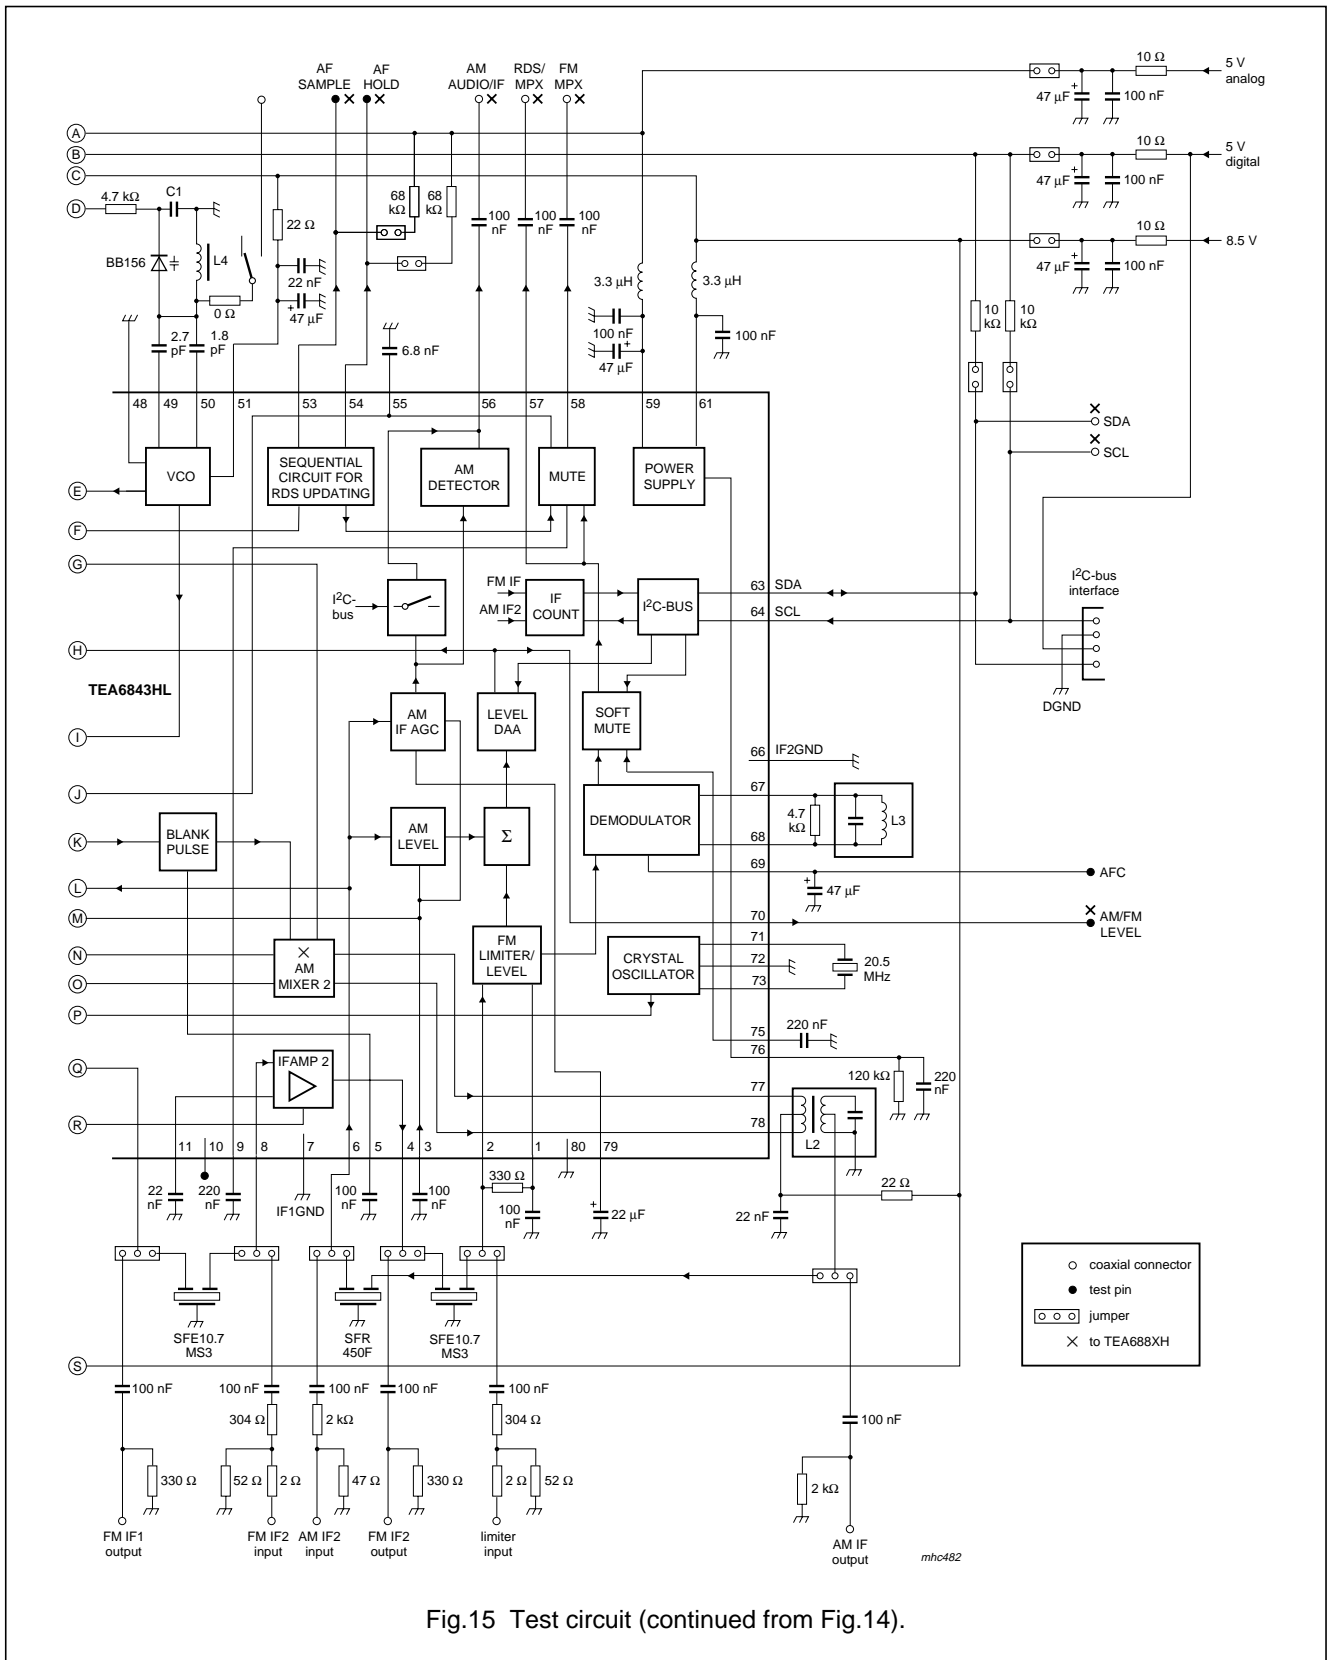 AF
SAMPLE
AF
HOLD
AM
AUDIO/IF
RDS/
MPX
FM
MPX
10 Ω
5 V
analog
47 μF
+
100 nF
A
B
10 Ω
5 V
digital
47 μF
+
100 nF
C
4.7 kΩ
C1
D
22 Ω
68
kΩ
68
kΩ
100
nF
100
nF
100
nF
10 Ω
8.5 V
47 μF
+
100 nF
BB156
L4
22 nF
0 Ω
+
47 μF
3.3 μH
3.3 μH
10
kΩ
10
kΩ
2.7
pF
1.8
pF
6.8 nF
100
nF
+
47 μF
100 nF
48
49
50
51
53
54
55
56
57
58
59
61
SDA
SCL
VCO
SEQUENTIAL
CIRCUIT FOR
RDS UPDATING
AM
DETECTOR
MUTE
POWER
SUPPLY
E
F
G
I2C-
bus
FM IF
AM IF2
IF
COUNT
I2C-BUS
63
SDA
64
SCL
I2C-bus
interface
H
TEA6843HL
DGND
AM
IF AGC
LEVEL
DAA
SOFT
MUTE
I
66
IF2GND
J
67
DEMODULATOR
4.7
kΩ
L3
68
BLANK
PULSE
K
AM
LEVEL
Σ
69
AFC
+
47 μF
L
M
70
AM/FM
LEVEL
N
O
AM
MIXER 2
FM
LIMITER/
LEVEL
CRYSTAL
OSCILLATOR
71
72
73
20.5
MHz
P
75
220 nF
76
Q
IFAMP 2
120 kΩ
220
nF
77
R
78
L2
11
10
9
8
7
6
5
4
3
2
1
80
79
22
nF
220
nF
IF1GND
100
nF
100
nF
330 Ω
100
nF
+
22 μF
22 Ω
22 nF
SFE10.7
MS3
SFR
450F
SFE10.7
MS3
coaxial connector
test pin
jumper
to TEA688XH
S
100 nF
100 nF
100 nF
100 nF
100 nF
100 nF
304 Ω
2 kΩ
304 Ω
330 Ω
52 Ω
2 Ω
47 Ω
330 Ω
2 Ω
52 Ω
2 kΩ
FM IF1
output
FM IF2
input
AM IF2
input
FM IF2
output
limiter
input
AM IF
output
mhc482
Fig.15 Test circuit (continued from Fig.14).